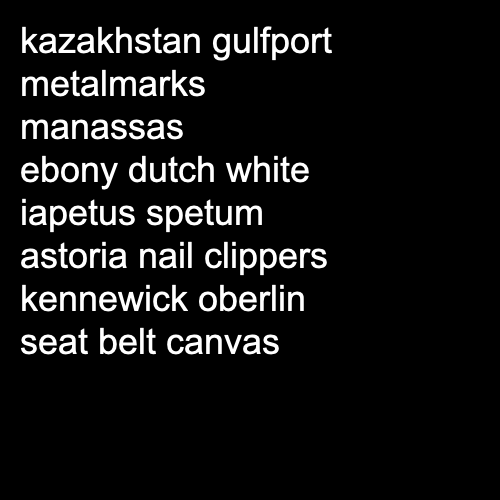 kazakhstan gulfport
metalmarks
manassas
ebony dutch white
iapetus spetum
astoria nail clippers
kennewick oberlin
seat belt canvas